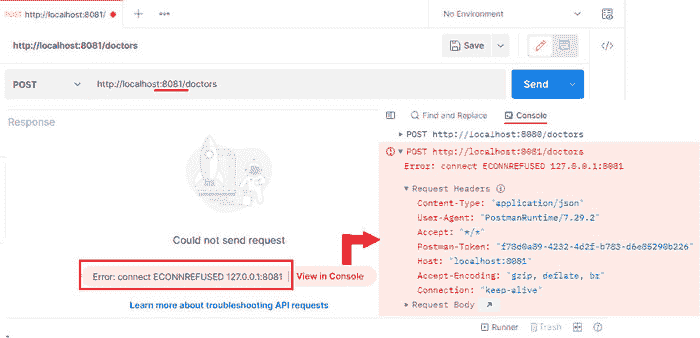 POST http://localhost:8081/
No Environment
http://localhost:8081/doctors
Save
POST
http://localhost:8081/doctors
Send
Response
Could not send request
Error: connect ECONNREFUSED 127.0.0.1:8081
View in Console
Learn more about troubleshooting API requests
Find and Replace
Console
POST http://localhost:8080/doctors
POST http://localhost:8081/doctors
Error: connect ECONNREFUSED 127.0.0.1:8081
Request Headers
Content-Type: "application/json"
User-Agent: "PostmanRuntime/7.29.2"
Accept: "*/*"
Postman-Token: "f78d0a89-4232-4d2f-b783-d6e85290b226"
Host: "localhost:8081"
Accept-Encoding: "gzip, deflate, br"
Connection: "keep-alive"
Request Body
Runner
Trash